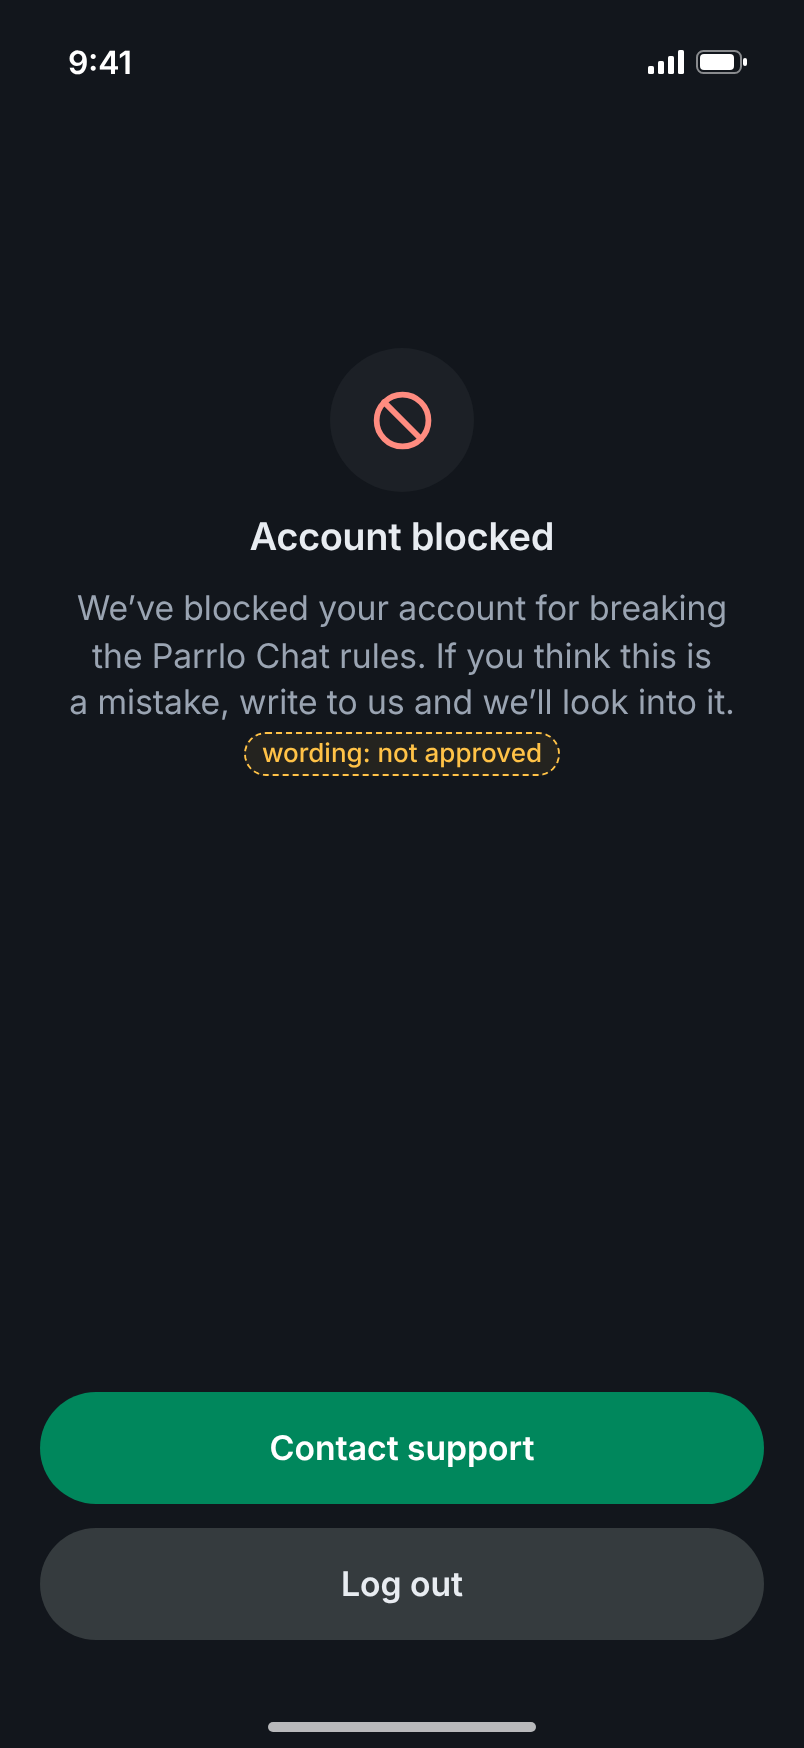 9:41
Account blocked
We’ve blocked your account for breaking
the Parrlo Chat rules. If you think this is
a mistake, write to us and we’ll look into it.
wording: not approved
Contact support
Log out